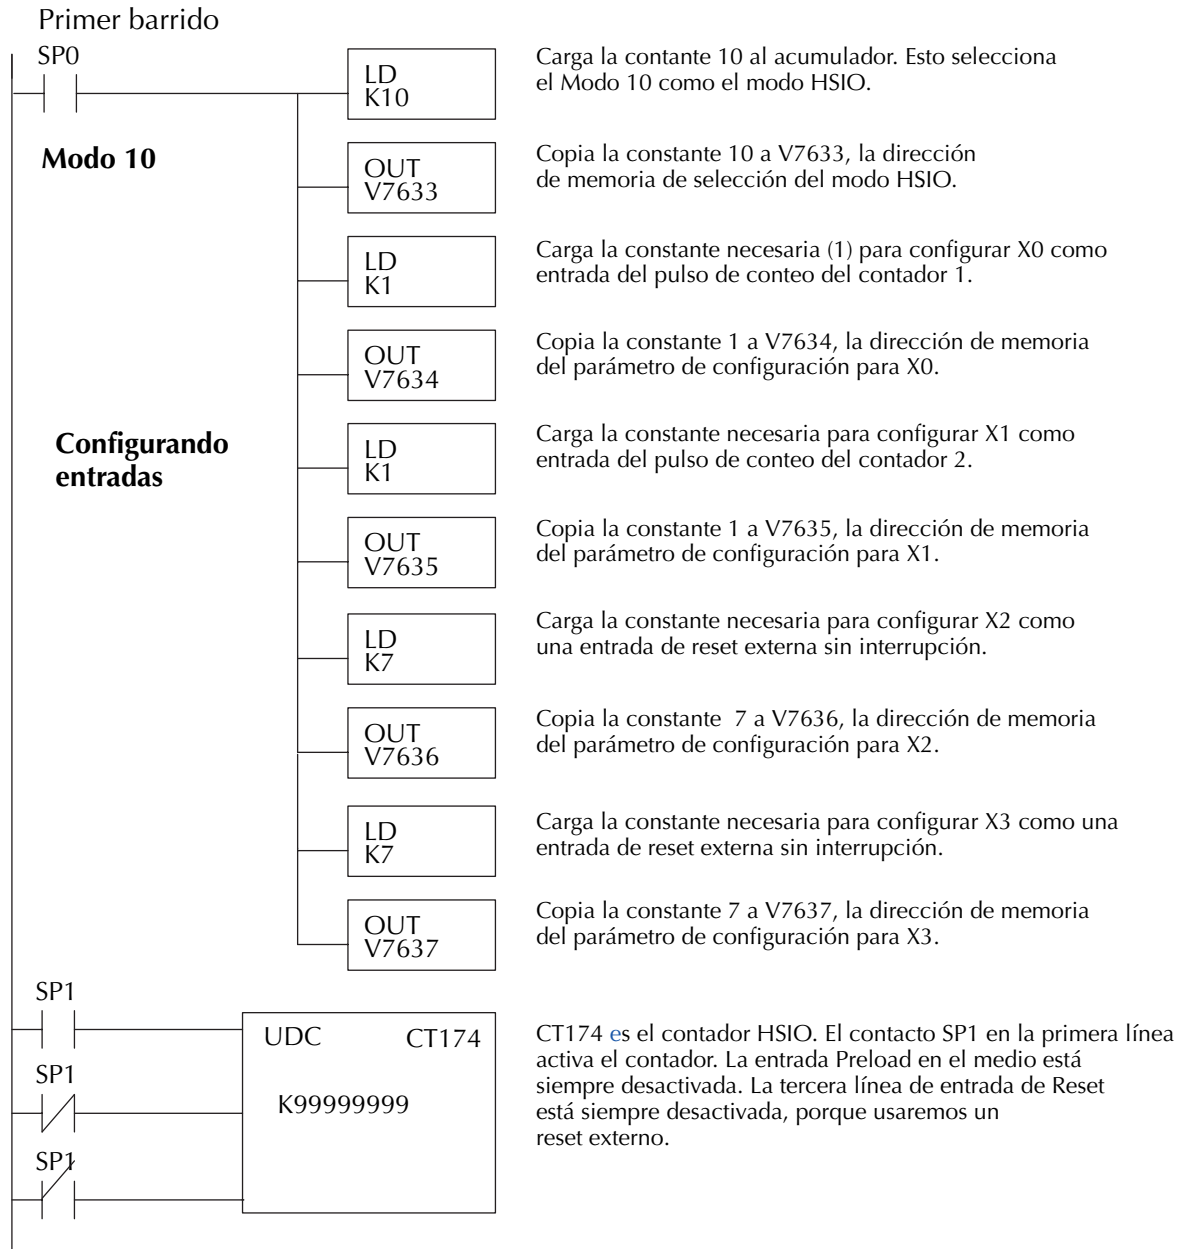 Primer barrido
SP0
LD
K10
Carga la contante 10 al acumulador. Esto selecciona
el Modo 10 como el modo HSIO.
Modo 10
OUT
V7633
Copia la constante 10 a V7633, la dirección
de memoria de selección del modo HSIO.
LD
K1
Carga la constante necesaria (1) para configurar X0 como
entrada del pulso de conteo del contador 1.
OUT
V7634
Copia la constante 1 a V7634, la dirección de memoria
del parámetro de configuración para X0.
Configurando
entradas
LD
K1
Carga la constante necesaria para configurar X1 como
entrada del pulso de conteo del contador 2.
OUT
V7635
Copia la constante 1 a V7635, la dirección de memoria
del parámetro de configuración para X1.
LD
K7
Carga la constante necesaria para configurar X2 como
una entrada de reset externa sin interrupción.
OUT
V7636
Copia la constante  7 a V7636, la dirección de memoria
del parámetro de configuración para X2.
LD
K7
Carga la constante necesaria para configurar X3 como una
entrada de reset externa sin interrupción.
OUT
V7637
Copia la constante 7 a V7637, la dirección de memoria
del parámetro de configuración para X3.
SP1
UDC CT174
K99999999
SP1
SP1
CT174 es el contador HSIO. El contacto SP1 en la primera línea
activa el contador. La entrada Preload en el medio está
siempre desactivada. La tercera línea de entrada de Reset
está siempre desactivada, porque usaremos un
reset externo.